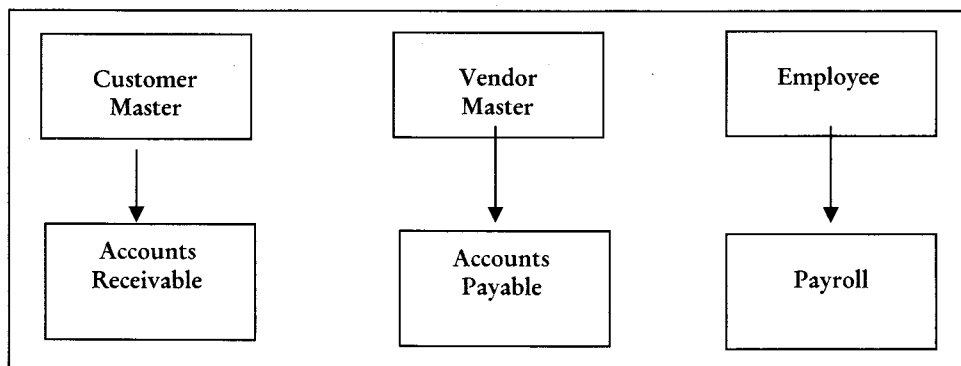 Customer
Master
Vendor
Master
Employee
Accounts
Receivable
Accounts
Payable
Payroll